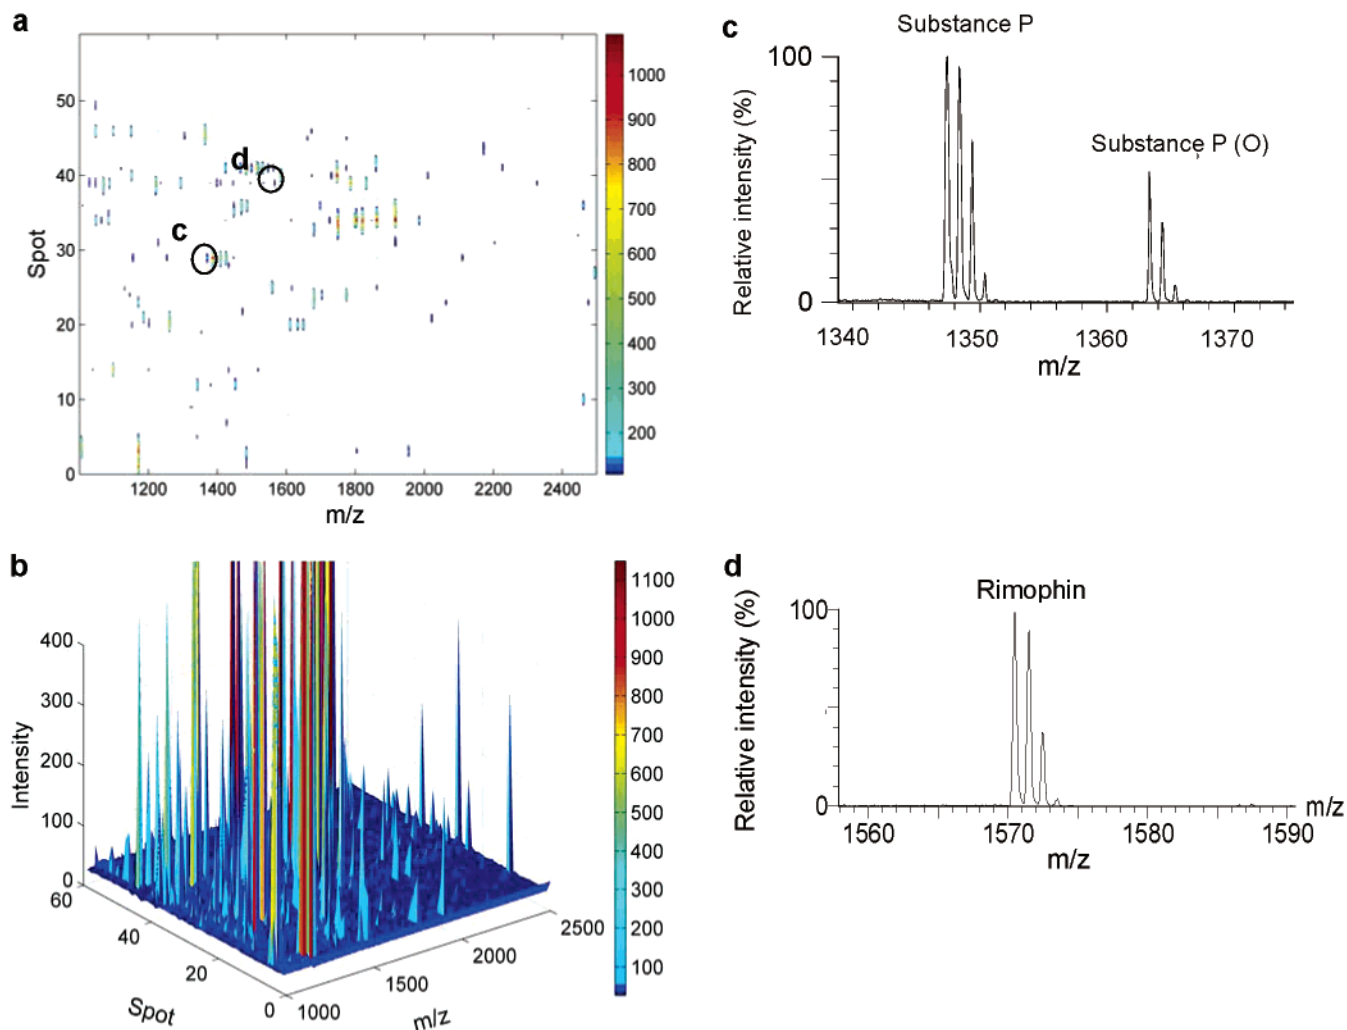 a
50
40
30
20
10
0
Spot
1200 1400 1600 1800 2000 2200 2400
m/z
d
c
1000
900
800
700
600
500
400
300
200
b
400
300
200
100
0
Intensity
60
40
20
0
Spot
1000
1500
2000
2500
m/z
1100
1000
900
800
700
600
500
400
300
200
100
c
Substance P
Substance P (O)
100
0
Relative intensity (%)
1340 1350 1360 1370
m/z
d
Rimophin
100
0
Relative intensity (%)
1560 1570 1580 1590
m/z
m/z